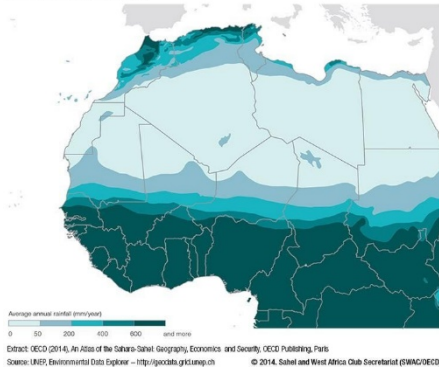 Average annual rainfall (mm/year)
0 50 200 400 600 and more
Extract: OECD (2014), An Atlas of the Sahara-Sahel: Geography, Economics and Security, OECD Publishing, Paris
Source: UNEP, Environmental Data Explorer – http://geodata.grid.unep.ch
© 2014. Sahel and West Africa Club Secretariat (SWAC/OECD)